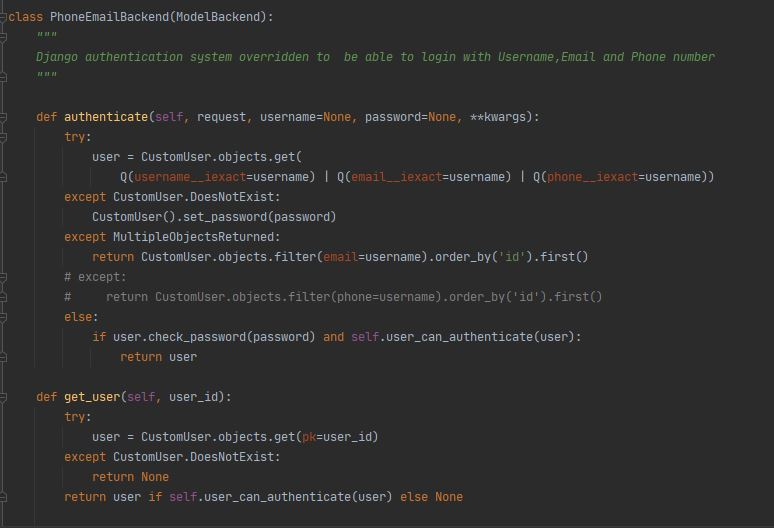 class PhoneEmailBackend(ModelBackend):
    """
    Django authentication system overridden to  be able to login with Username,Email and Phone number
    """

    def authenticate(self, request, username=None, password=None, **kwargs):
        try:
            user = CustomUser.objects.get(
                Q(username__iexact=username) | Q(email__iexact=username) | Q(phone__iexact=username))
        except CustomUser.DoesNotExist:
            CustomUser().set_password(password)
        except MultipleObjectsReturned:
            return CustomUser.objects.filter(email=username).order_by('id').first()
        # except:
        #     return CustomUser.objects.filter(phone=username).order_by('id').first()
        else:
            if user.check_password(password) and self.user_can_authenticate(user):
                return user

    def get_user(self, user_id):
        try:
            user = CustomUser.objects.get(pk=user_id)
        except CustomUser.DoesNotExist:
            return None
        return user if self.user_can_authenticate(user) else None